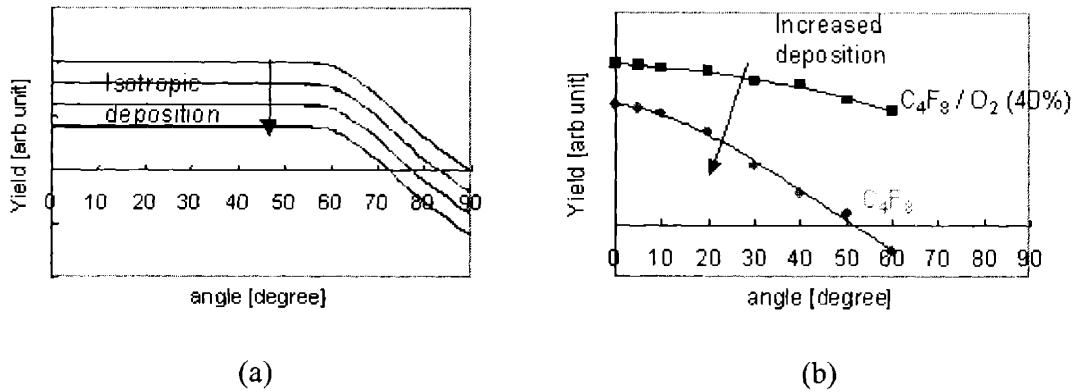 Yield [arb unit]
Isotropic
deposition
0 10 20 30 40 50 60 70 80 90
angle [degree]
(a)
Yield [arb unit]
Increased
deposition
C₄F₈ / O₂ (40%)
C₄F₈
0 10 20 30 40 50 60 70 80 90
angle [degree]
(b)